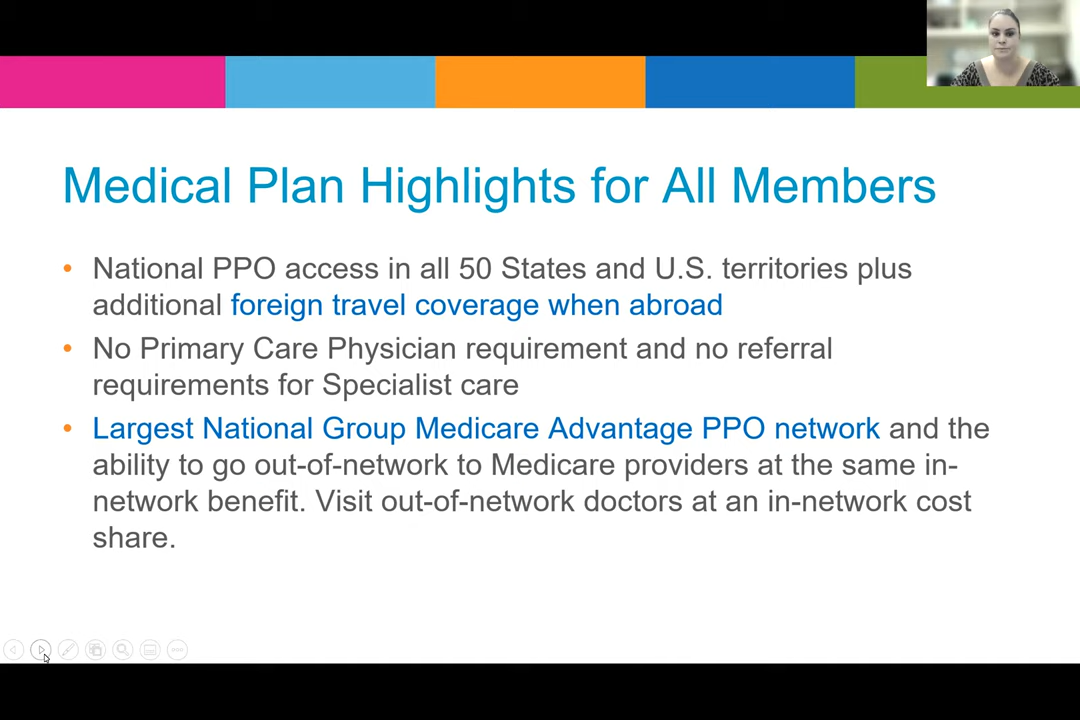 Medical Plan Highlights for All Members
• National PPO access in all 50 States and U.S. territories plus
additional foreign travel coverage when abroad
• No Primary Care Physician requirement and no referral
requirements for Specialist care
• Largest National Group Medicare Advantage PPO network and the
ability to go out-of-network to Medicare providers at the same in-
network benefit. Visit out-of-network doctors at an in-network cost
share.